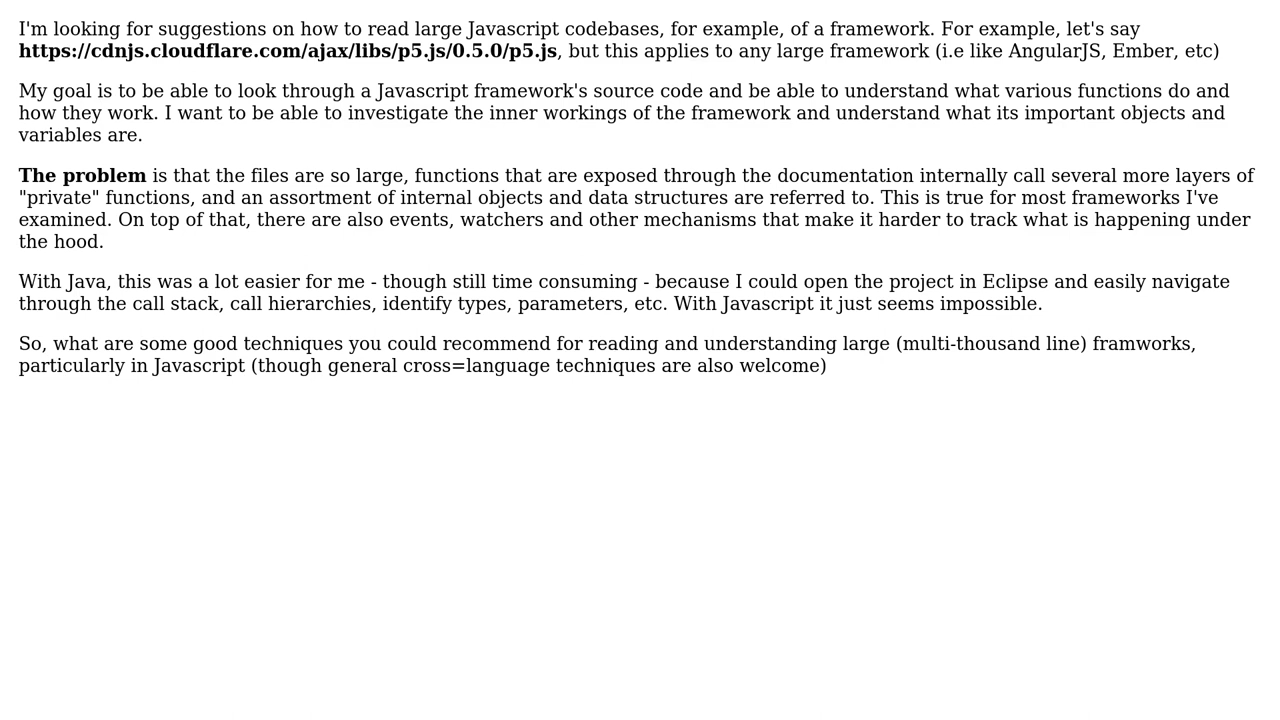 I'm looking for suggestions on how to read large Javascript codebases, for example, of a framework. For example, let's say
https://cdnjs.cloudflare.com/ajax/libs/p5.js/0.5.0/p5.js, but this applies to any large framework (i.e like AngularJS, Ember, etc)
My goal is to be able to look through a Javascript framework's source code and be able to understand what various functions do and
how they work. I want to be able to investigate the inner workings of the framework and understand what its important objects and
variables are.
The problem is that the files are so large, functions that are exposed through the documentation internally call several more layers of
"private" functions, and an assortment of internal objects and data structures are referred to. This is true for most frameworks I've
examined. On top of that, there are also events, watchers and other mechanisms that make it harder to track what is happening under
the hood.
With Java, this was a lot easier for me - though still time consuming - because I could open the project in Eclipse and easily navigate
through the call stack, call hierarchies, identify types, parameters, etc. With Javascript it just seems impossible.
So, what are some good techniques you could recommend for reading and understanding large (multi-thousand line) framworks,
particularly in Javascript (though general cross=language techniques are also welcome)